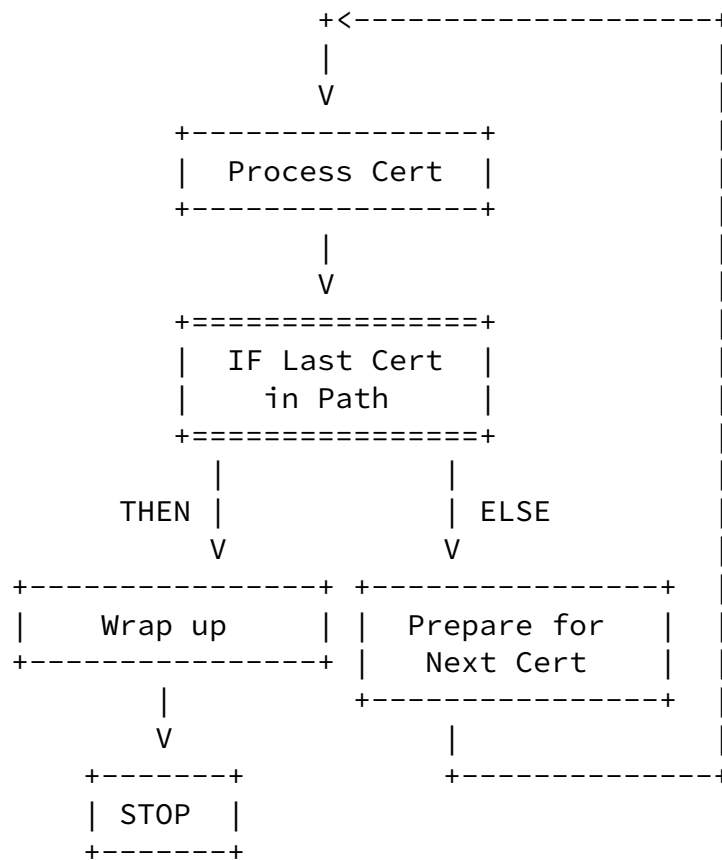 Process Cert
IF Last Cert
in Path
THEN
ELSE
Wrap up
Prepare for
Next Cert
STOP